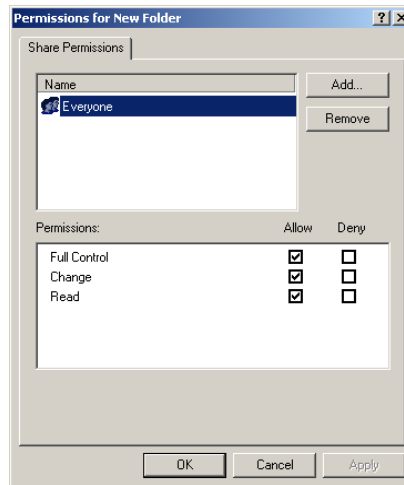 Permissions for New Folder
Share Permissions
Name
Add...
Everyone
Remove
Permissions: Allow Deny
Full Control
Change
Read
OK Cancel Apply